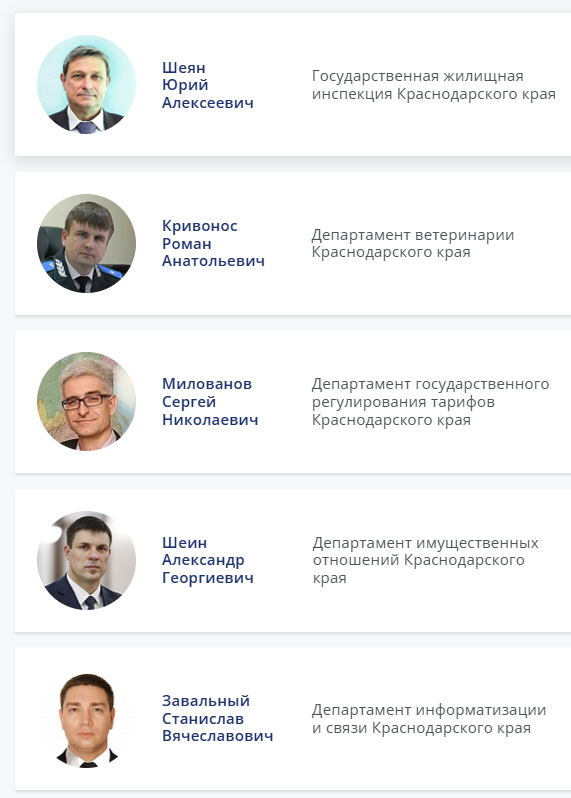 Шеян
Юрий
Алексеевич
Государственная жилищная
инспекция Краснодарского края
Кривонос
Роман
Анатольевич
Департамент ветеринарии
Краснодарского края
Милованов
Сергей
Николаевич
Департамент государственного
регулирования тарифов
Краснодарского края
Шеин
Александр
Георгиевич
Департамент имущественных
отношений Краснодарского
края
Завальный
Станислав
Вячеславович
Департамент информатизации
и связи Краснодарского края